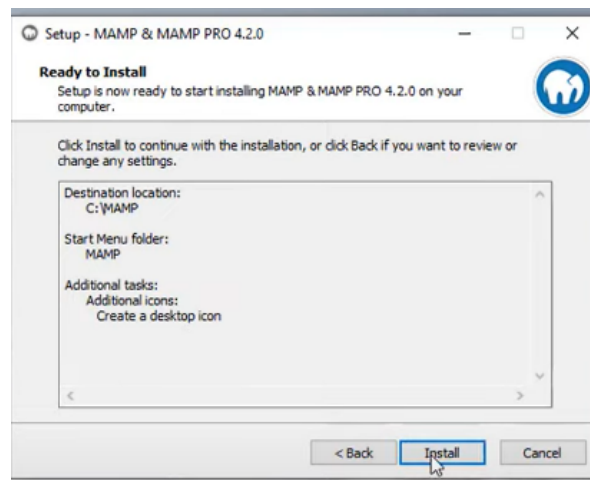 Setup - MAMP & MAMP PRO 4.2.0
Ready to Install
Setup is now ready to start installing MAMP & MAMP PRO 4.2.0 on your
computer.
Click Install to continue with the installation, or click Back if you want to review or
change any settings.
Destination location:
C:\MAMP
Start Menu folder:
MAMP
Additional tasks:
Additional icons:
Create a desktop icon
< Back Install Cancel